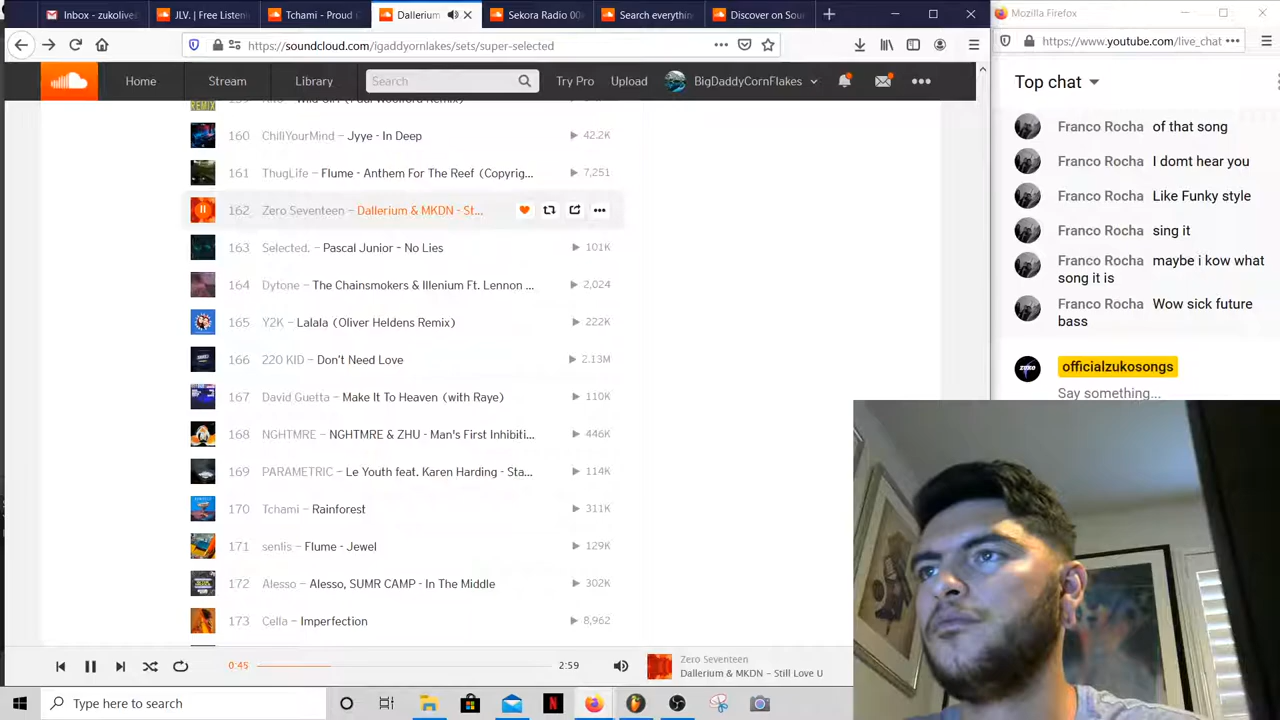 Inbox - zukolives
JLV. | Free Listeni
Tchami - Proud (
Dallerium
Sekora Radio 00
Search everythin
Discover on Sou
Mozilla Firefox
https://soundcloud.com/igaddyornlakes/sets/super-selected
https://www.youtube.com/live_chat
Home
Stream
Library
Search
Try Pro
Upload
BigDaddyCornFlakes
Top chat
160 ChillYourMind – Jyye - In Deep 42.2K
161 ThugLife – Flume - Anthem For The Reef (Copyrig... 7,251
162 Zero Seventeen – Dallerium & MKDN - St...
163 Selected. – Pascal Junior - No Lies 101K
164 Dytone – The Chainsmokers & Illenium Ft. Lennon ... 2,024
165 Y2K – Lalala (Oliver Heldens Remix) 222K
166 220 KID – Don't Need Love 2.13M
167 David Guetta – Make It To Heaven (with Raye) 110K
168 NGHTMRE – NGHTMRE & ZHU - Man's First Inhibiti... 446K
169 PARAMETRIC – Le Youth feat. Karen Harding - Sta... 114K
170 Tchami – Rainforest 311K
171 senlis – Flume - Jewel 129K
172 Alesso – Alesso, SUMR CAMP - In The Middle 302K
173 Cella – Imperfection 8,962
Franco Rocha of that song
Franco Rocha I domt hear you
Franco Rocha Like Funky style
Franco Rocha sing it
Franco Rocha maybe i kow what
song it is
Franco Rocha Wow sick future
bass
officialzukosongs
Say something...
0:45
2:59
Zero Seventeen
Dallerium & MKDN - Still Love U
Type here to search